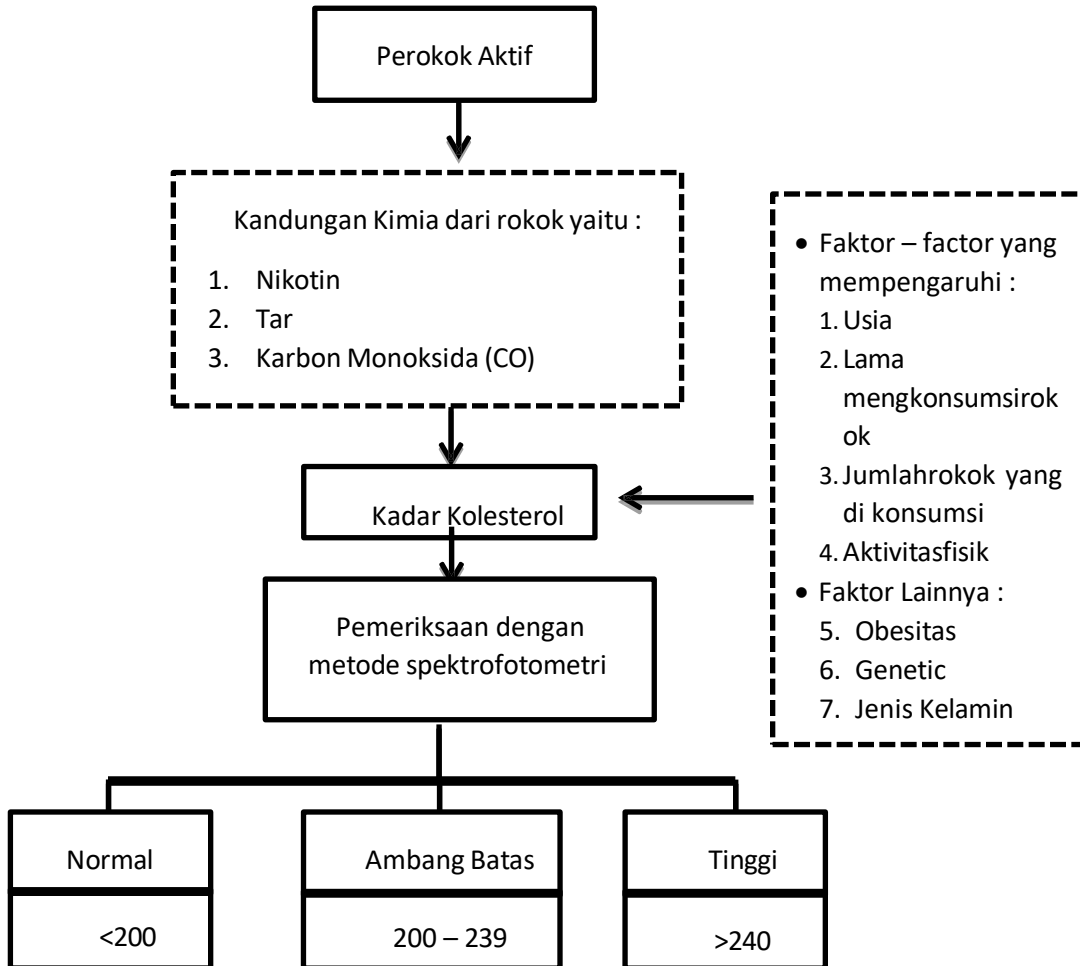 Perokok Aktif
Kandungan Kimia dari rokok yaitu :
1. Nikotin
2. Tar
3. Karbon Monoksida (CO)
• Faktor – factor yang
mempengaruhi :
1. Usia
2. Lama
mengkonsumsirok
ok
3. Jumlahrokok yang
di konsumsi
4. Aktivitasfisik
• Faktor Lainnya :
5. Obesitas
6. Genetic
7. Jenis Kelamin
Kadar Kolesterol
Pemeriksaan dengan
metode spektrofotometri
Normal
<200
Ambang Batas
200 – 239
Tinggi
>240